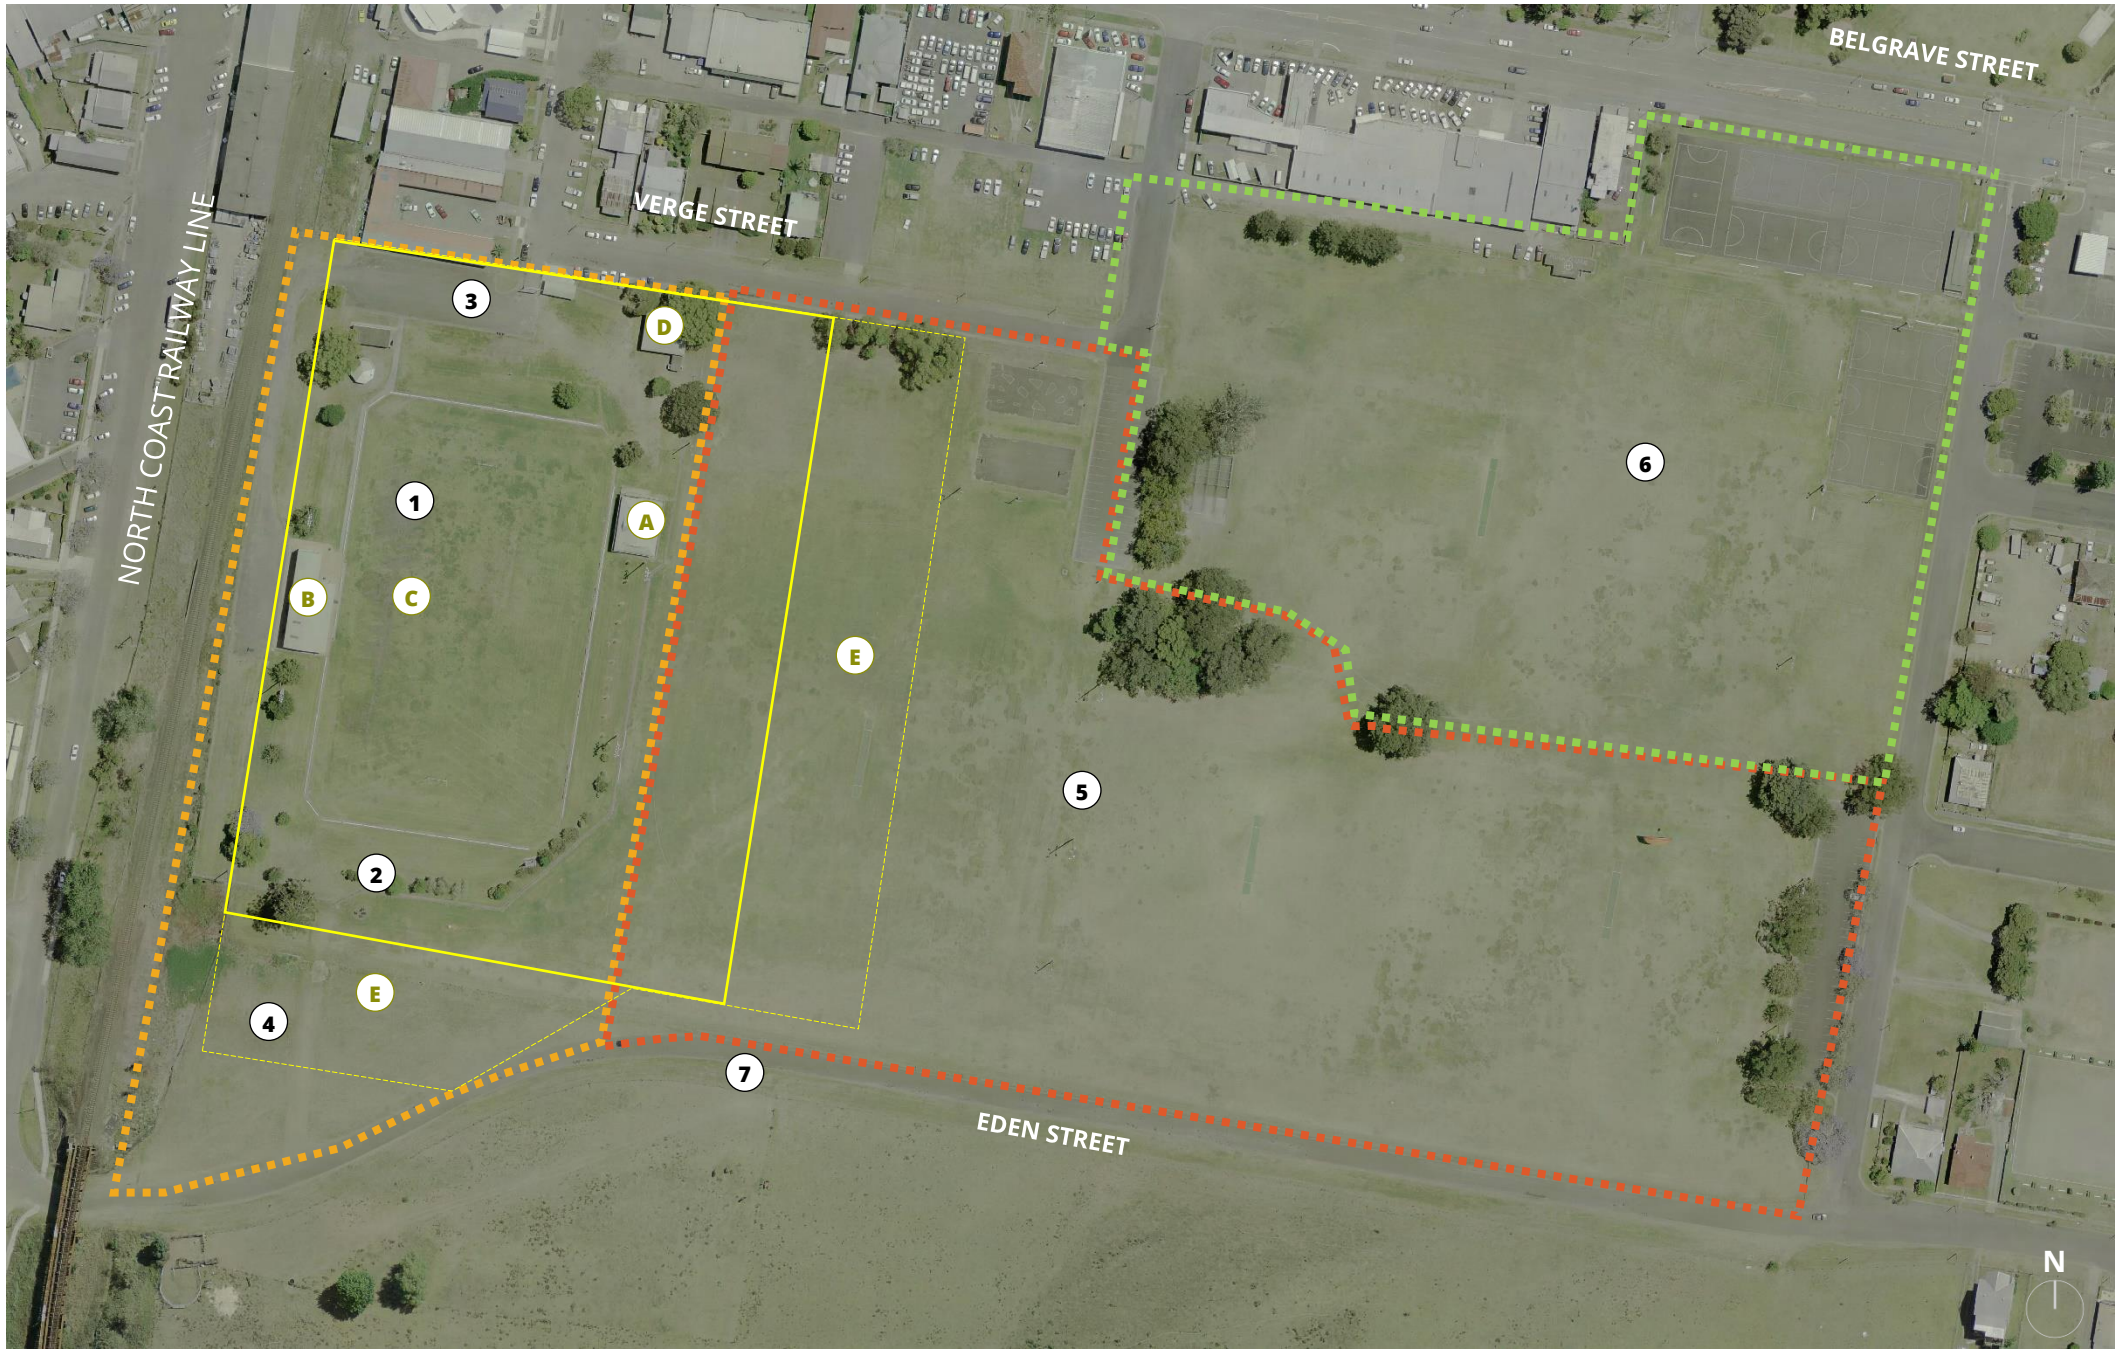 BELGRAVE STREET
NORTH COAST RAILWAY LINE
VERGE STREET
3
D
6
1
A
B
C
E
5
2
E
4
7
EDEN STREET
N